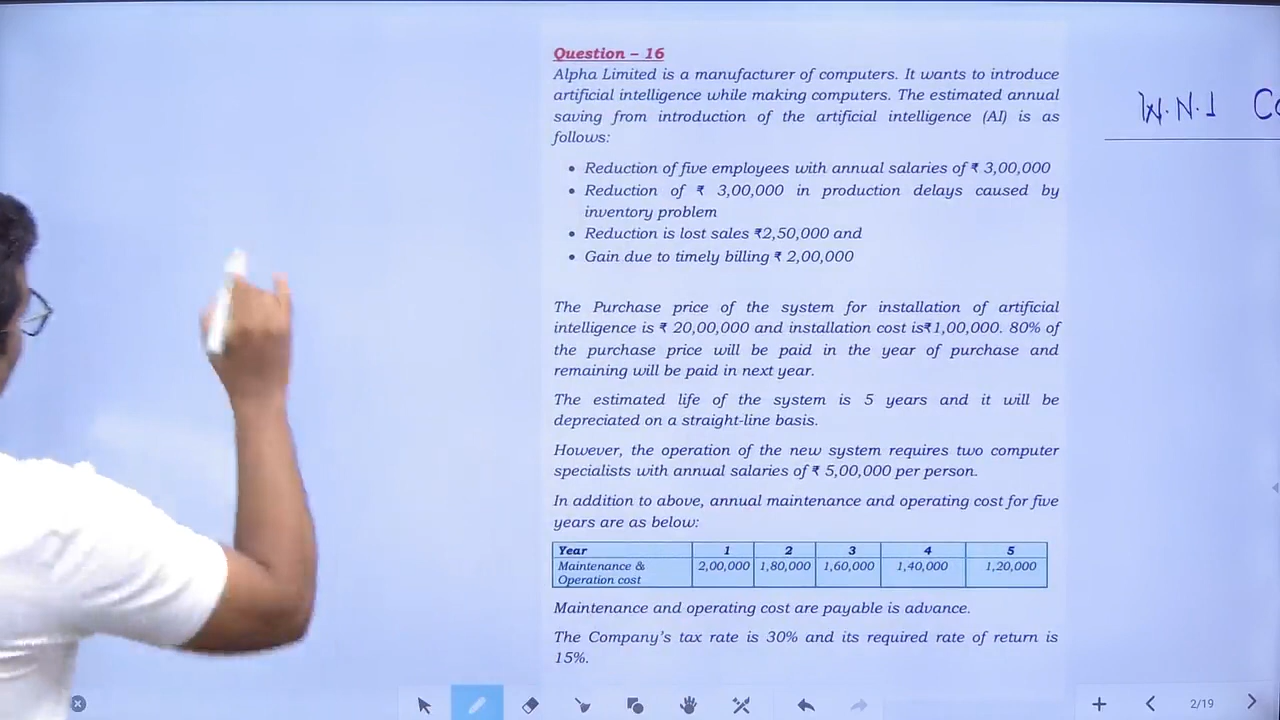 Question – 16
Alpha Limited is a manufacturer of computers. It wants to introduce
artificial intelligence while making computers. The estimated annual
saving from introduction of the artificial intelligence (AI) is as
follows:
• Reduction of five employees with annual salaries of ₹ 3,00,000
• Reduction of ₹ 3,00,000 in production delays caused by
inventory problem
• Reduction is lost sales ₹2,50,000 and
• Gain due to timely billing ₹ 2,00,000
The Purchase price of the system for installation of artificial
intelligence is ₹ 20,00,000 and installation cost is₹1,00,000. 80% of
the purchase price will be paid in the year of purchase and
remaining will be paid in next year.
The estimated life of the system is 5 years and it will be
depreciated on a straight-line basis.
However, the operation of the new system requires two computer
specialists with annual salaries of ₹ 5,00,000 per person.
In addition to above, annual maintenance and operating cost for five
years are as below:
Year 1 2 3 4 5
Maintenance & 2,00,000 1,80,000 1,60,000 1,40,000 1,20,000
Operation cost
Maintenance and operating cost are payable is advance.
The Company's tax rate is 30% and its required rate of return is
15%.
W.N.1
2/19